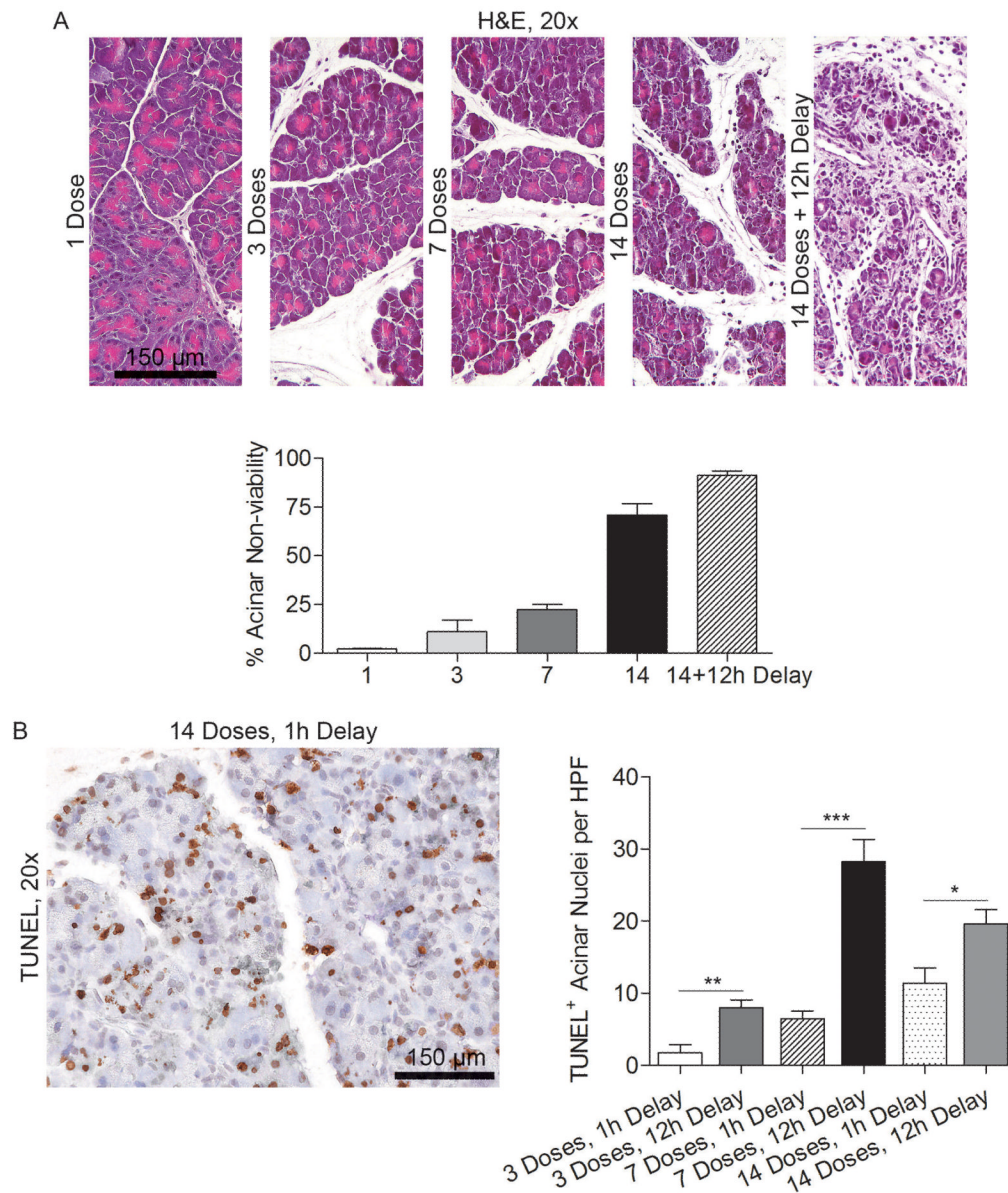 A
H&E, 20x
1 Dose
3 Doses
7 Doses
14 Doses
14 Doses + 12h Delay
150 µm
% Acinar Non-viability
100
75
50
25
0
1
3
7
14
14+12h Delay
B
14 Doses, 1h Delay
TUNEL, 20x
150 µm
TUNEL+ Acinar Nuclei per HPF
40
30
20
10
0
**
***
*
3 Doses, 1h Delay
3 Doses, 12h Delay
7 Doses, 1h Delay
7 Doses, 12h Delay
14 Doses, 1h Delay
14 Doses, 12h Delay